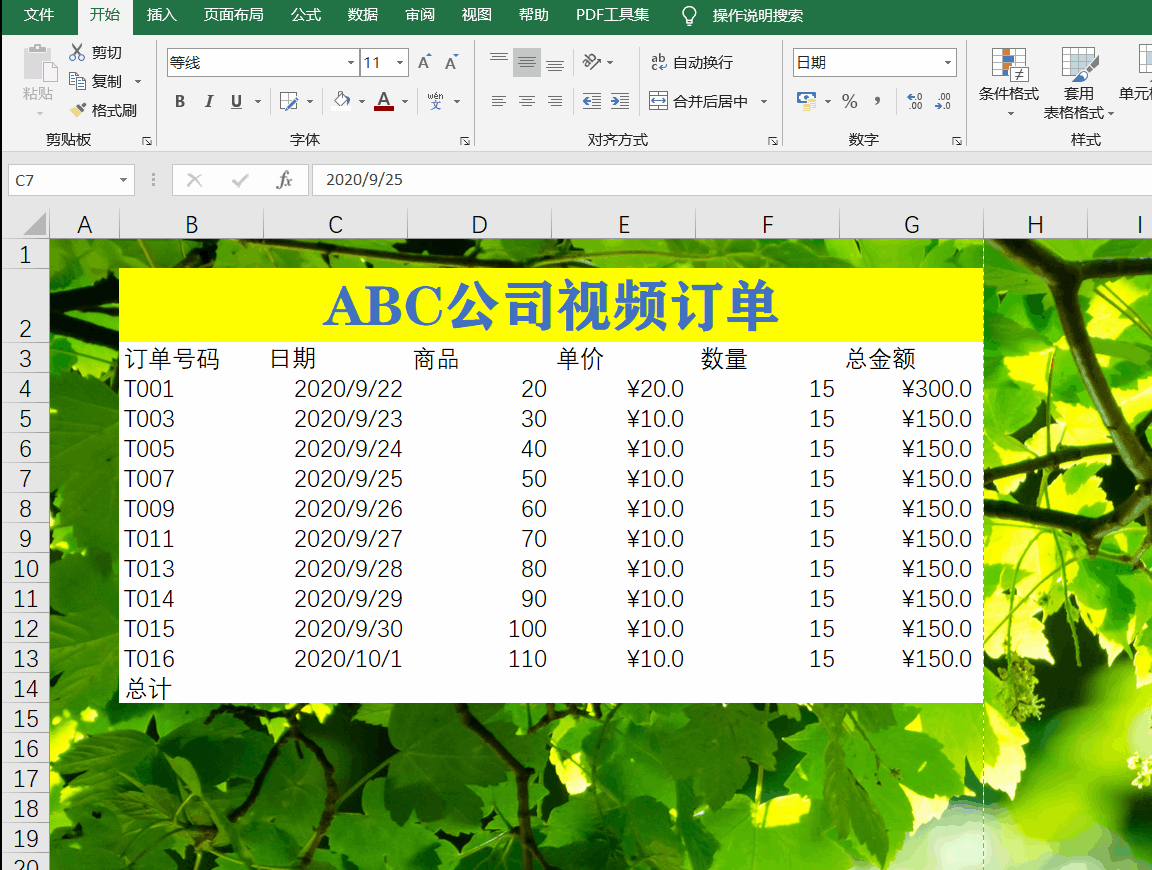 文件 开始 插入 页面布局 公式 数据 审阅 视图 帮助 PDF工具集 操作说明搜索
剪切
复制
格式刷
粘贴
剪贴板
等线 11
B I U A wén 文
字体
ab 自动换行
合并后居中
对齐方式
日期
% , .00 .00
数字
条件格式 套用
表格格式
样式
C7 fx 2020/9/25
A B C D E F G H I
1
2 ABC公司视频订单
3 订单号码 日期 商品 单价 数量 总金额
4 T001 2020/9/22 20 ¥20.0 15 ¥300.0
5 T003 2020/9/23 30 ¥10.0 15 ¥150.0
6 T005 2020/9/24 40 ¥10.0 15 ¥150.0
7 T007 2020/9/25 50 ¥10.0 15 ¥150.0
8 T009 2020/9/26 60 ¥10.0 15 ¥150.0
9 T011 2020/9/27 70 ¥10.0 15 ¥150.0
10 T013 2020/9/28 80 ¥10.0 15 ¥150.0
11 T014 2020/9/29 90 ¥10.0 15 ¥150.0
12 T015 2020/9/30 100 ¥10.0 15 ¥150.0
13 T016 2020/10/1 110 ¥10.0 15 ¥150.0
14 总计
15
16
17
18
19
20